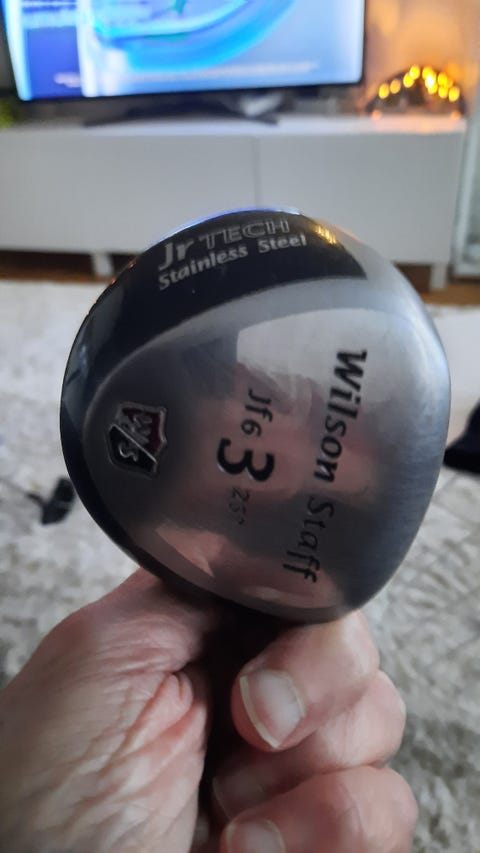 Jr TECH
Stainless Steel
Wilson Staff
Jf6
3
W/S